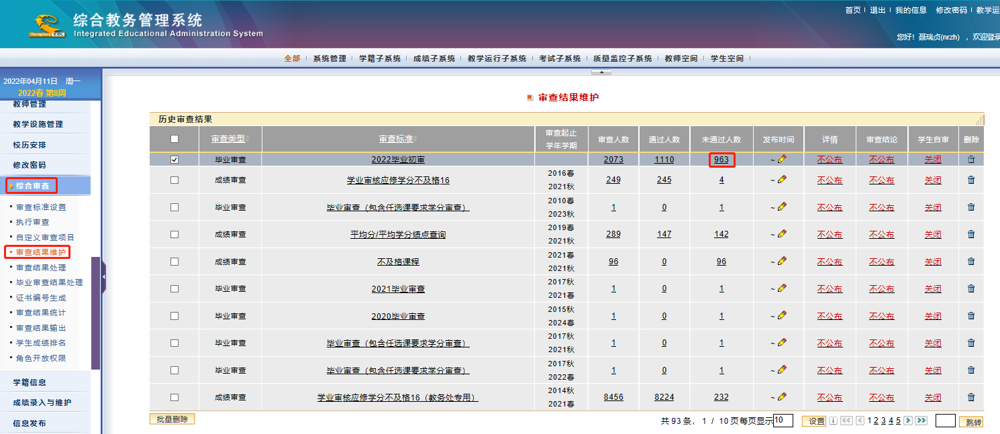 综合教务管理系统
Integrated Educational Administration System
Tsinghua EOL
首页 退出 我的信息 修改密码 教学运
您好！聂瑞贞(nrzh) ，欢迎登录
全部 系统管理 学籍子系统 成绩子系统 教学运行子系统 考试子系统 质量监控子系统 教师空间 学生空间
2022年04月11日 周一
2022春 第8周
教师管理
教学设施管理
校历安排
修改密码
综合审查
审查标准设置
执行审查
自定义审查项目
审查结果维护
审查结果处理
毕业审查结果处理
证书编号生成
审查结果统计
审查结果输出
学生成绩排名
角色开放权限
学籍信息
成绩录入与维护
信息发布
审查结果维护
历史审查结果
审查类型 审查标准 审查起止学年学期 审查人数 通过人数 未通过人数 发布时间 详情 审查结论 学生自审 删除
毕业审查 2022毕业初审 2073 1110 963 ~ 不公布 不公布 关闭
成绩审查 学业审核应修学分不及格16 2016春 2021秋 249 245 4 ~ 不公布 不公布 关闭
毕业审查 毕业审查（包含任选课要求学分审查） 2010春 2023秋 1 0 1 ~ 不公布 不公布 关闭
成绩审查 平均分/平均学分绩点查询 2019春 2021秋 289 147 142 ~ 不公布 不公布 关闭
成绩审查 不及格课程 2021春 2021秋 96 0 96 ~ 不公布 不公布 关闭
毕业审查 2021毕业审查 2017秋 2021春 1 0 1 ~ 不公布 不公布 关闭
毕业审查 2020毕业审查 2015秋 2024春 1 0 1 ~ 不公布 不公布 关闭
毕业审查 毕业审查（包含任选课要求学分审查） 2017秋 2021秋 1 0 1 ~ 不公布 不公布 关闭
毕业审查 毕业审查（包含任选课要求学分审查） 2017秋 2022春 1 0 1 ~ 不公布 不公布 关闭
成绩审查 学业审核应修学分不及格16（教务处专用） 2014秋 2021春 8456 8224 232 ~ 不公布 不公布 关闭
批量删除
共 93 条， 1 / 10 页每页显示 10 设置 1 2 3 4 5 跳转